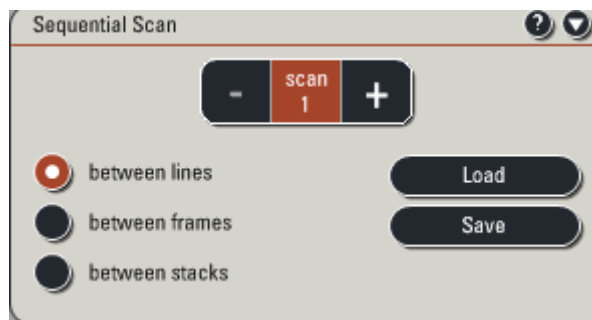 Sequential Scan ?
- scan 1 +
between lines
Load
between frames
Save
between stacks